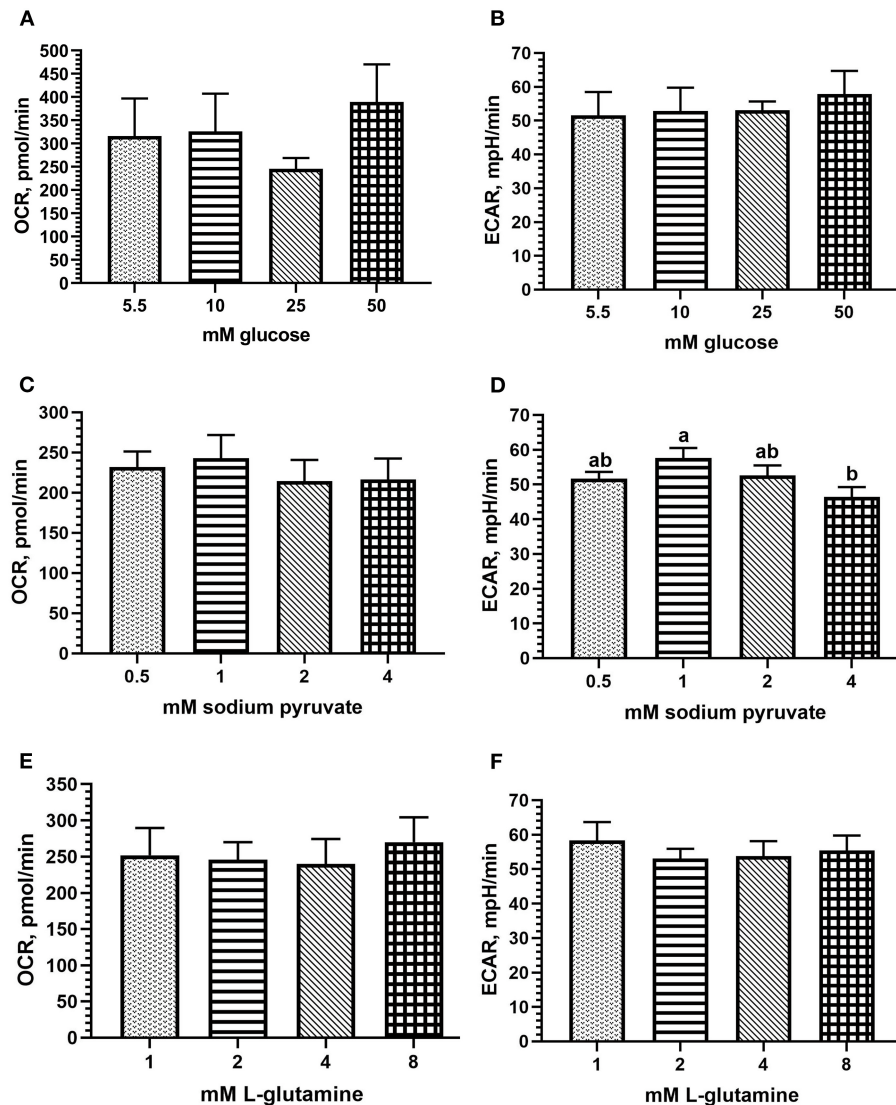 A
OCR, pmol/min
500
450
400
350
300
250
200
150
100
50
0
5.5 10 25 50
mM glucose
B
ECAR, mpH/min
70
60
50
40
30
20
10
0
5.5 10 25 50
mM glucose
C
OCR, pmol/min
300
250
200
150
100
50
0
0.5 1 2 4
mM sodium pyruvate
D
ECAR, mpH/min
70
60
50
40
30
20
10
0
ab a ab b
0.5 1 2 4
mM sodium pyruvate
E
OCR, pmol/min
350
300
250
200
150
100
50
0
1 2 4 8
mM L-glutamine
F
ECAR, mpH/min
70
60
50
40
30
20
10
0
1 2 4 8
mM L-glutamine